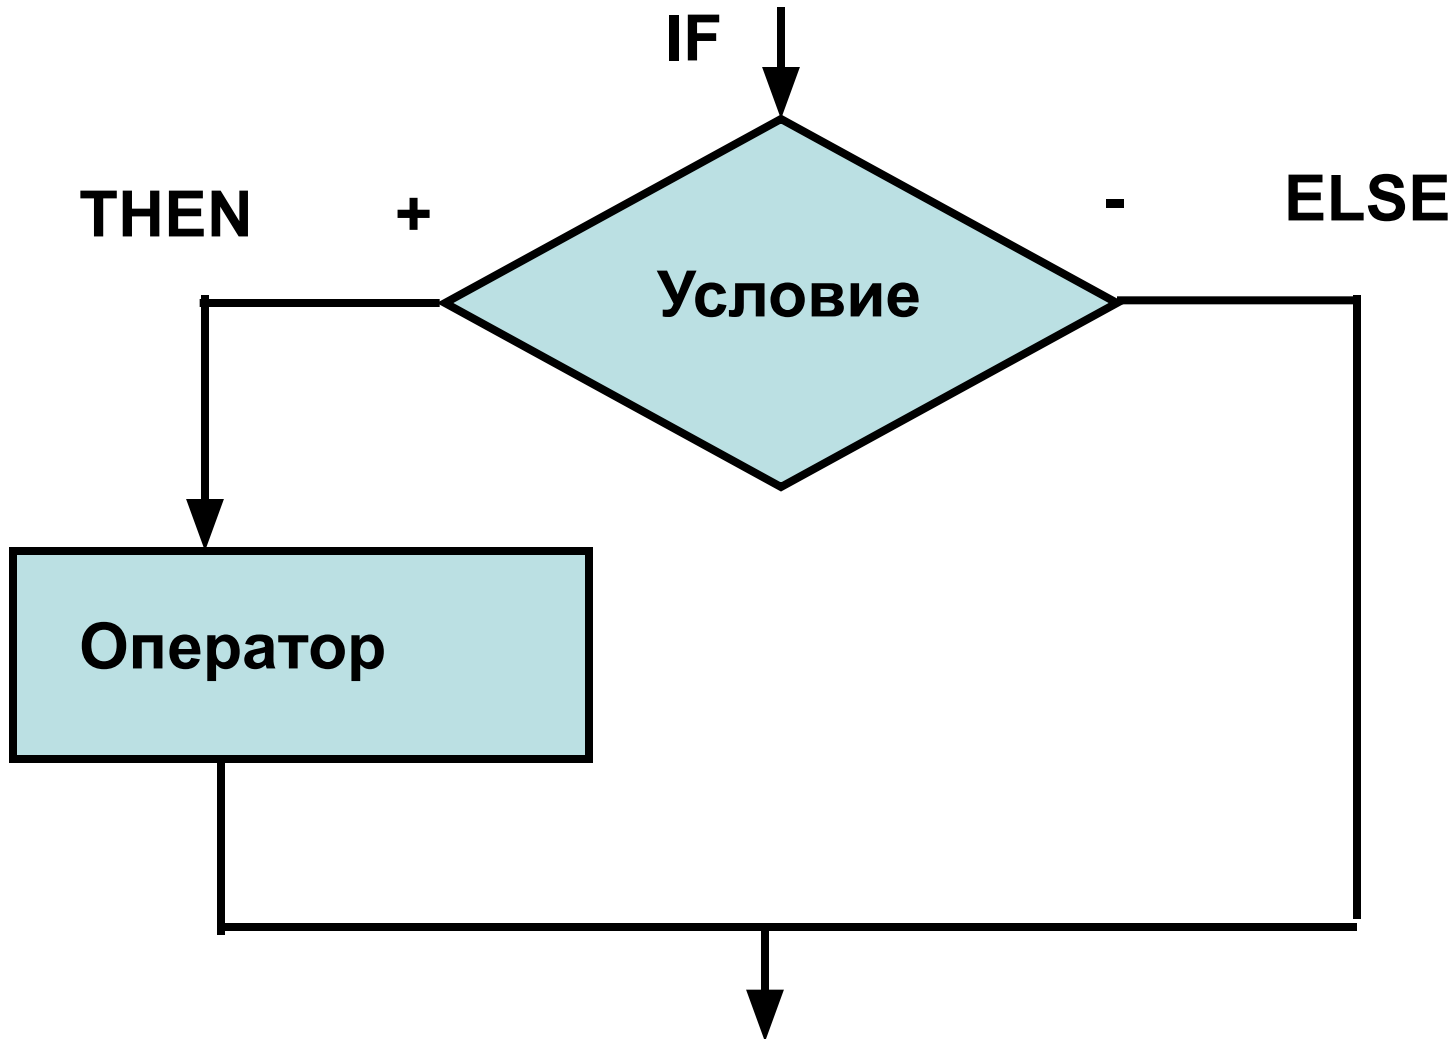 IF
THEN + - ELSE
Условие
Оператор